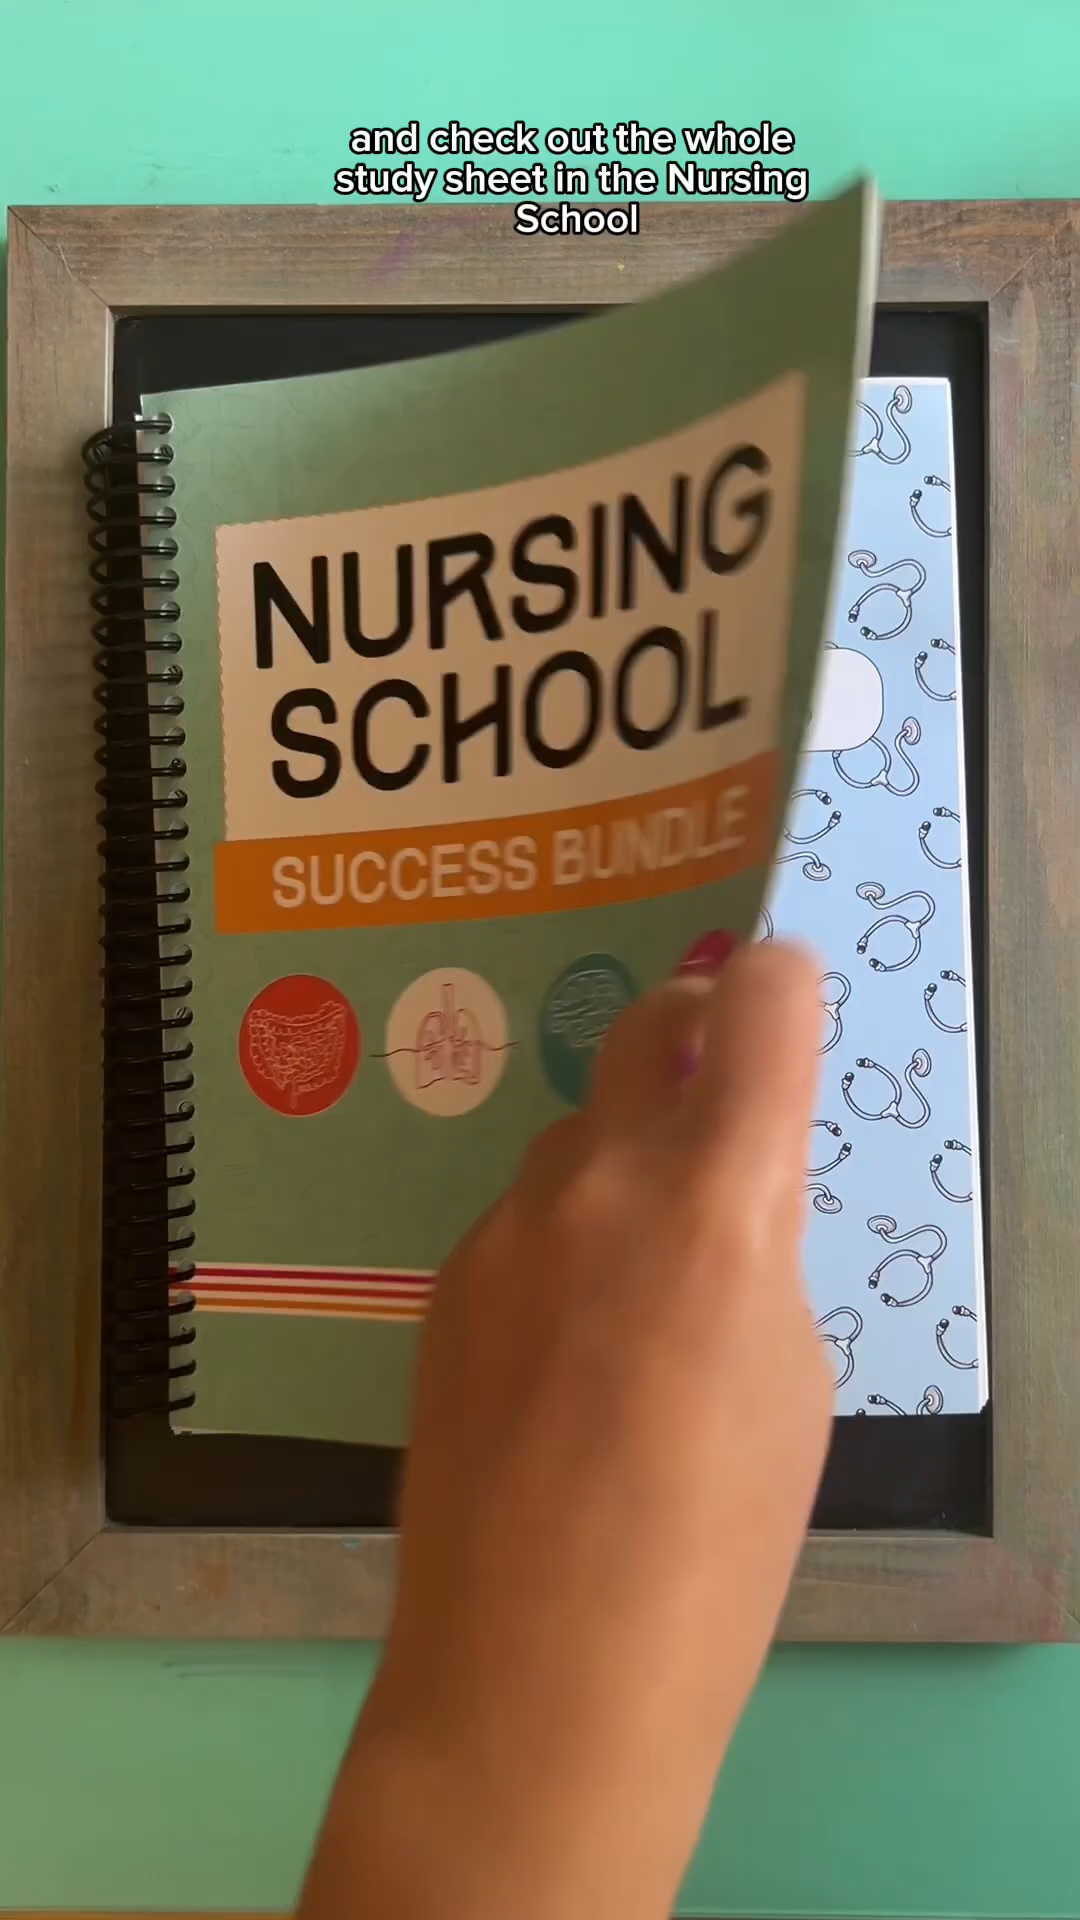 and check out the whole
study sheet in the Nursing
School
NURSING
SCHOOL
SUCCESS BUNDLE